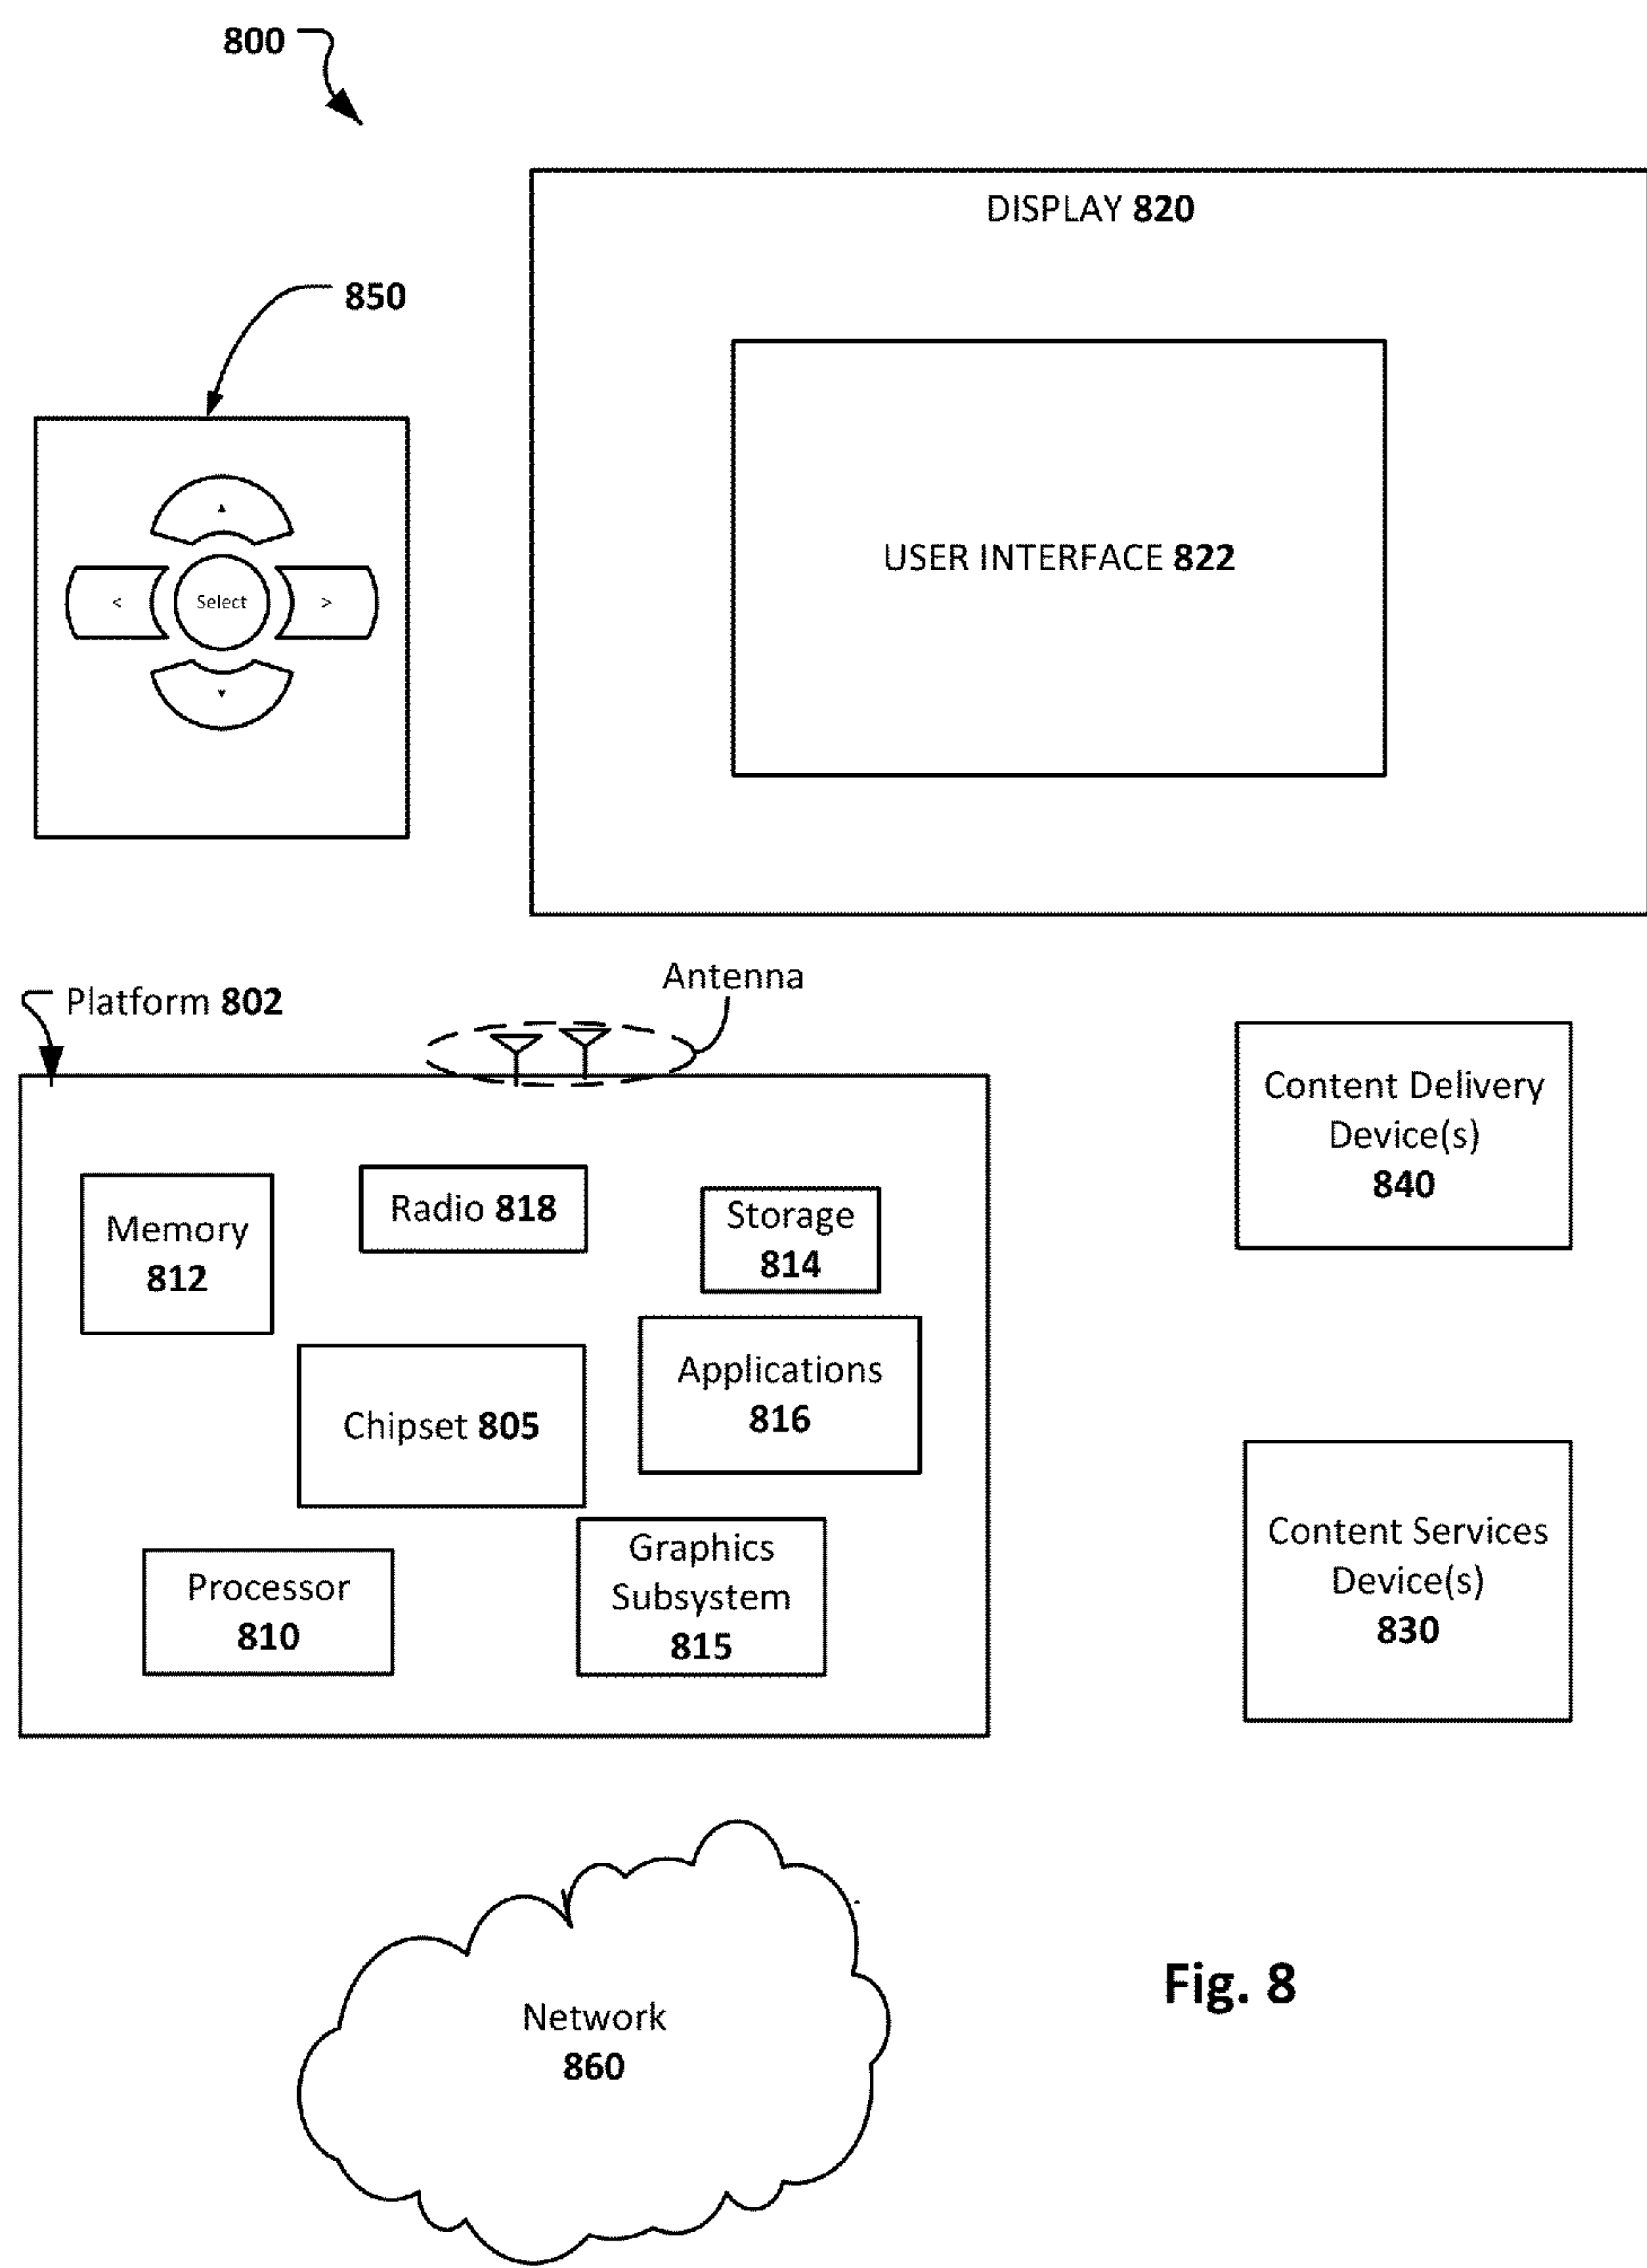 800
DISPLAY 820
850
USER INTERFACE 822
<
Select
>
Antenna
Platform 802
Content Delivery
Device(s)
840
Memory
812
Radio 818
Storage
814
Chipset 805
Applications
816
Processor
810
Graphics
Subsystem
815
Content Services
Device(s)
830
Network
860
Fig. 8